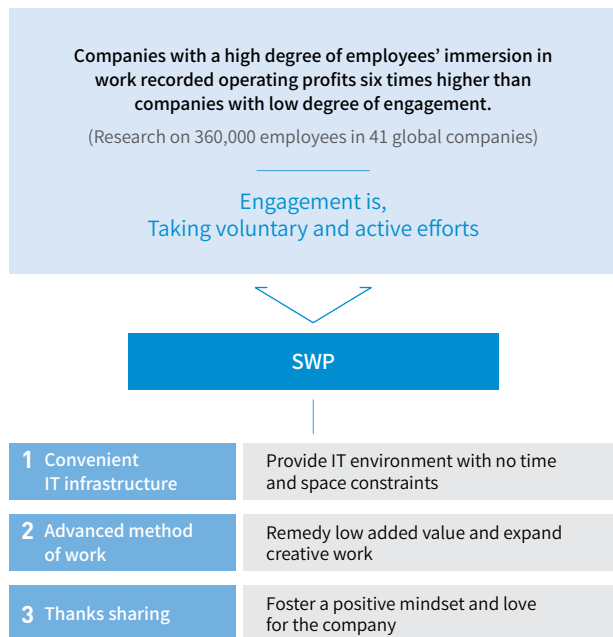 Companies with a high degree of employees’ immersion in
work recorded operating profits six times higher than
companies with low degree of engagement.
(Research on 360,000 employees in 41 global companies)
Engagement is,
Taking voluntary and active efforts
SWP
1 Convenient
IT infrastructure
Provide IT environment with no time
and space constraints
2 Advanced method
of work
Remedy low added value and expand
creative work
3 Thanks sharing
Foster a positive mindset and love
for the company